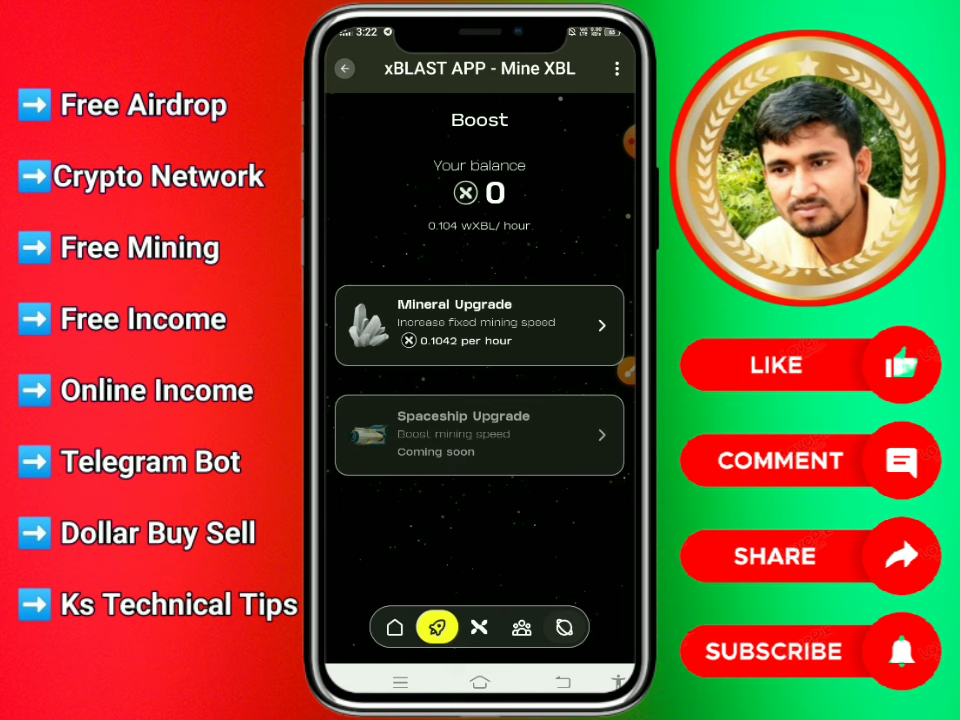 Free Airdrop
Crypto Network
Free Mining
Free Income
Online Income
Telegram Bot
Dollar Buy Sell
Ks Technical Tips
3:22
xBLAST APP - Mine XBL
Boost
Your balance
0
0.104 wXBL/ hour
Mineral Upgrade
Increase fixed mining speed
0.1042 per hour
Spaceship Upgrade
Boost mining speed
Coming soon
LIKE
COMMENT
SHARE
SUBSCRIBE